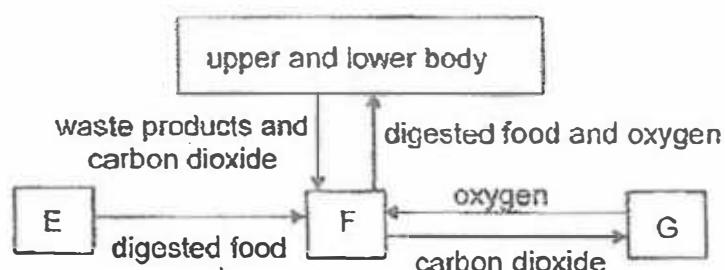 upper and lower body
waste products and
carbon dioxide
digested food and oxygen
E
digested food
F
oxygen
carbon dioxide
G